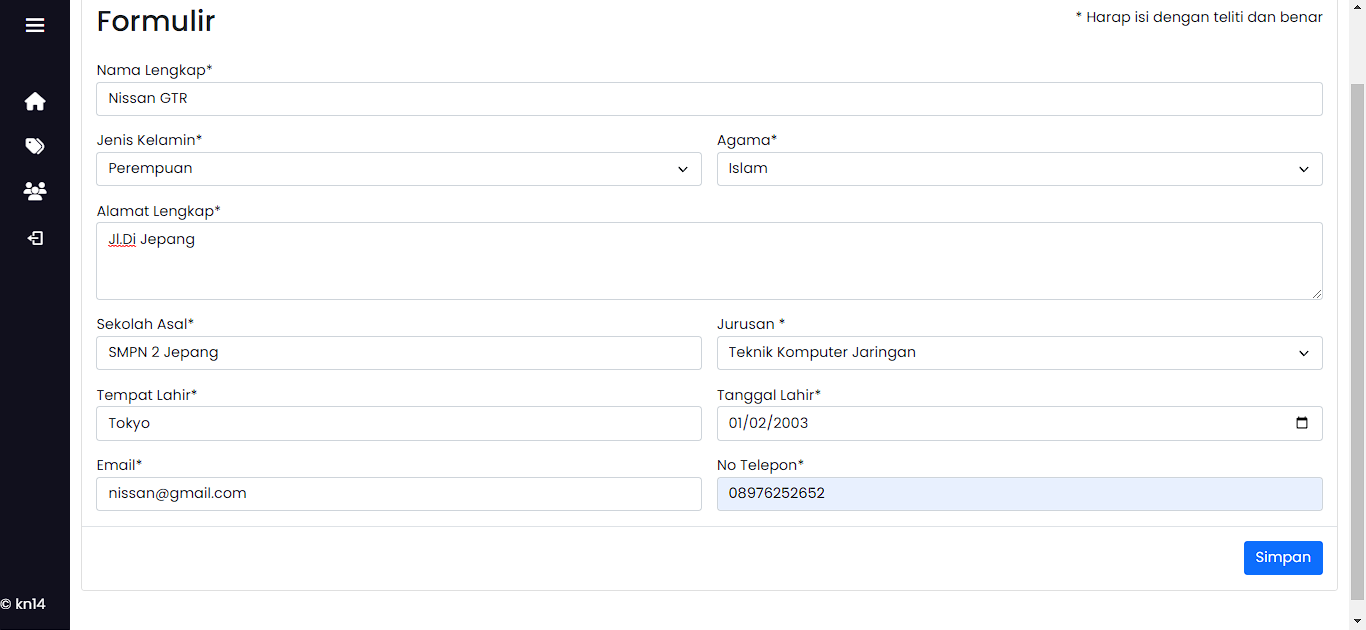 Formulir
* Harap isi dengan teliti dan benar
Nama Lengkap*
Nissan GTR
Jenis Kelamin*
Agama*
Perempuan
Islam
Alamat Lengkap*
Jl.Di Jepang
Sekolah Asal*
Jurusan *
SMPN 2 Jepang
Teknik Komputer Jaringan
Tempat Lahir*
Tanggal Lahir*
Tokyo
01/02/2003
Email*
No Telepon*
nissan@gmail.com
08976252652
Simpan
© kn14